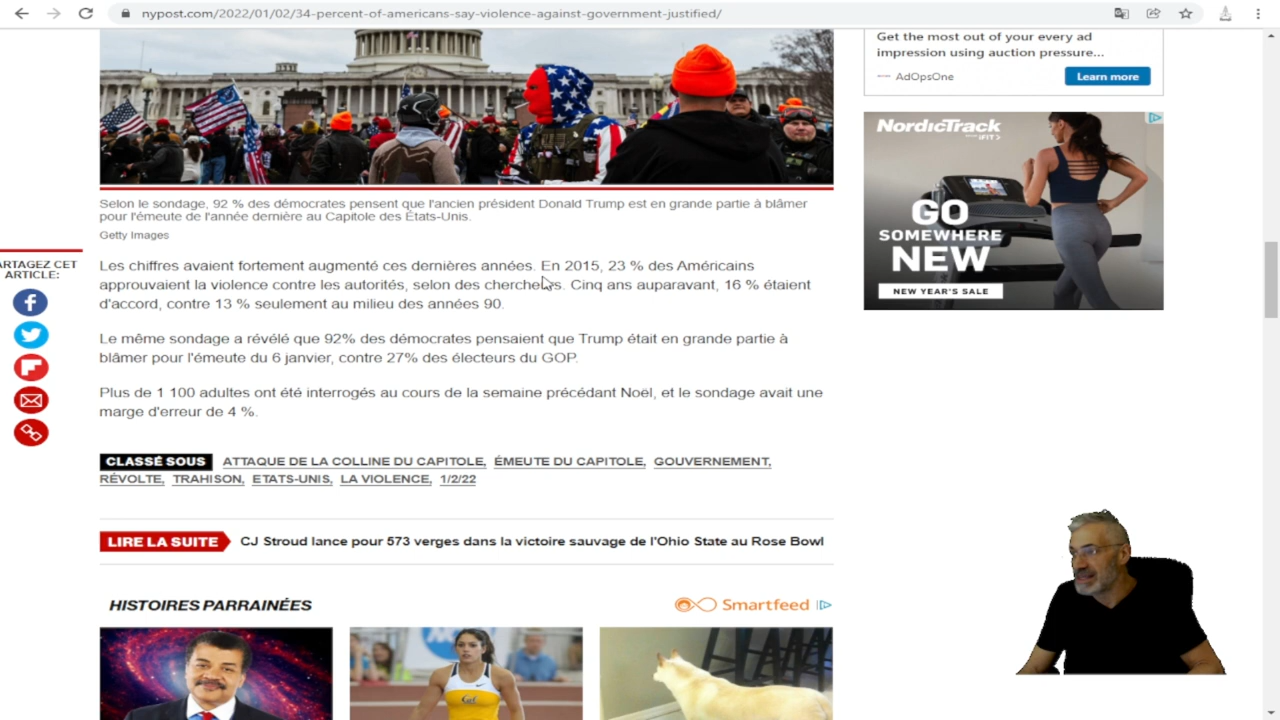 nypost.com/2022/01/02/34-percent-of-americans-say-violence-against-government-justified/
Get the most out of your every ad
impression using auction pressure...
AdOpsOne
Learn more
NordicTrack
iFIT
GO
SOMEWHERE
NEW
NEW YEAR'S SALE
Selon le sondage, 92 % des démocrates pensent que l'ancien président Donald Trump est en grande partie à blâmer
pour l'émeute de l'année dernière au Capitole des États-Unis.
Getty Images
ARTAGEZ CET
ARTICLE:
Les chiffres avaient fortement augmenté ces dernières années. En 2015, 23 % des Américains
approuvaient la violence contre les autorités, selon des chercheurs. Cinq ans auparavant, 16 % étaient
d'accord, contre 13 % seulement au milieu des années 90.
Le même sondage a révélé que 92% des démocrates pensaient que Trump était en grande partie à
blâmer pour l'émeute du 6 janvier, contre 27% des électeurs du GOP.
Plus de 1 100 adultes ont été interrogés au cours de la semaine précédant Noël, et le sondage avait une
marge d'erreur de 4 %.
CLASSÉ SOUS ATTAQUE DE LA COLLINE DU CAPITOLE, ÉMEUTE DU CAPITOLE, GOUVERNEMENT,
RÉVOLTE, TRAHISON, ETATS-UNIS, LA VIOLENCE, 1/2/22
LIRE LA SUITE CJ Stroud lance pour 573 verges dans la victoire sauvage de l'Ohio State au Rose Bowl
HISTOIRES PARRAINÉES
Smartfeed
Cal